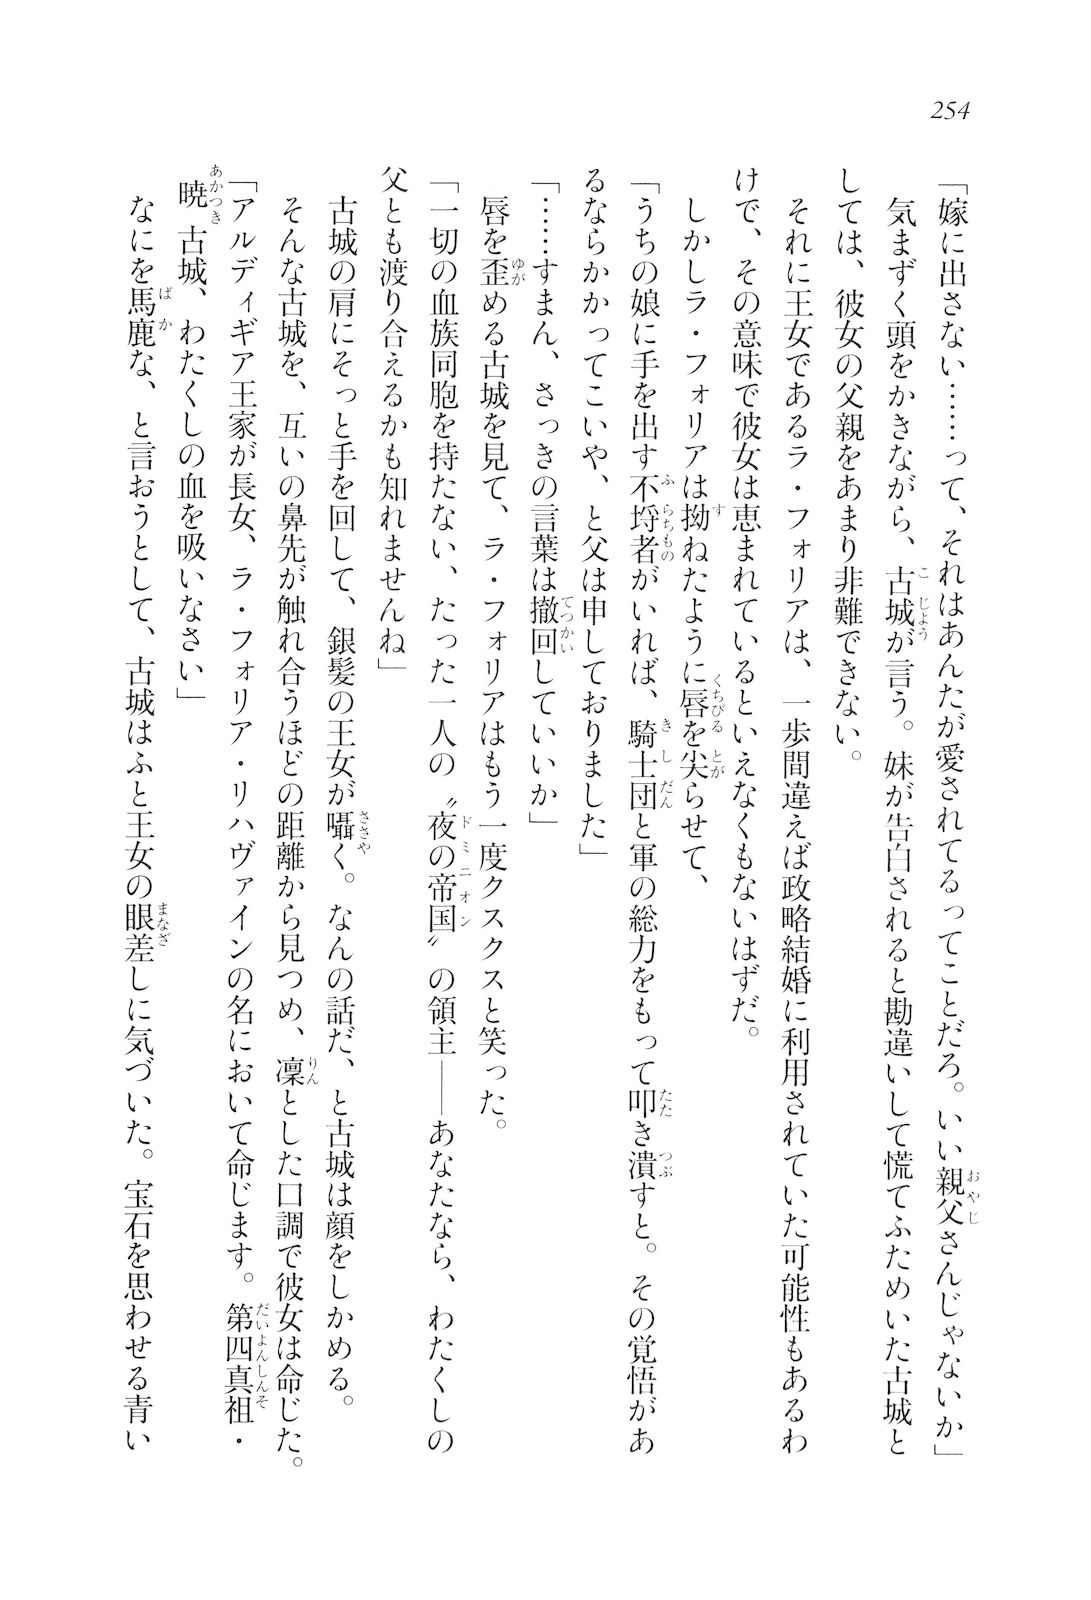 254
「嫁に出さない……って、それはあんたが愛されてるってことだろ。いい親父さんじゃないか」
気まずく頭をかきながら、古城が言う。妹が告白されると勘違いして慌てふためいた古城と
しては、彼女の父親をあまり非難できない。
それに王女であるラ・フォリアは、一歩間違えば政略結婚に利用されていた可能性もあるわ
けで、その意味で彼女は恵まれているといえなくもないはずだ。
しかしラ・フォリアは拗ねたように唇を尖らせて、
「うちの娘に手を出す不埒者がいれば、騎士団と軍の総力をもって叩き潰すと。その覚悟があ
るならかかってこいや、と父は申しておりました」
「……すまん、さっきの言葉は撤回していいか」
唇を歪める古城を見て、ラ・フォリアはもう一度クスクスと笑った。
「一切の血族同胞を持たない、たった一人の〝夜の帝国〟の領主――あなたなら、わたくしの
父とも渡り合えるかも知れませんね」
古城の肩にそっと手を回して、銀髪の王女が囁く。なんの話だ、と古城は顔をしかめる。
そんな古城を、互いの鼻先が触れ合うほどの距離から見つめ、凜とした口調で彼女は命じた。
「アルディギア王家が長女、ラ・フォリア・リハヴァインの名において命じます。第四真祖・
暁古城、わたくしの血を吸いなさい」
なにを馬鹿な、と言おうとして、古城はふと王女の眼差しに気づいた。宝石を思わせる青い